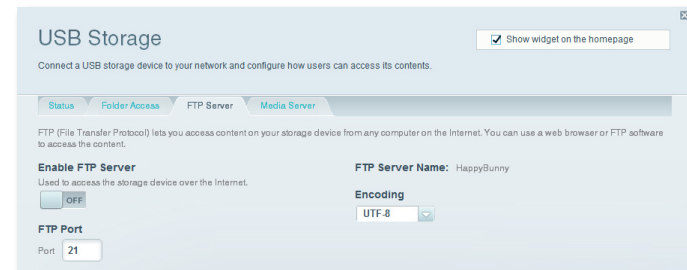 USB Storage
Show widget on the homepage
Connect a USB storage device to your network and configure how users can access its contents.
Status Folder Access FTP Server Media Server
FTP (File Transfer Protocol) lets you access content on your storage device from any computer on the Internet. You can use a web browser or FTP software
to access the content.
Enable FTP Server
Used to access the storage device over the Internet.
OFF
FTP Server Name: HappyBunny
Encoding
UTF-8
FTP Port
Port 21